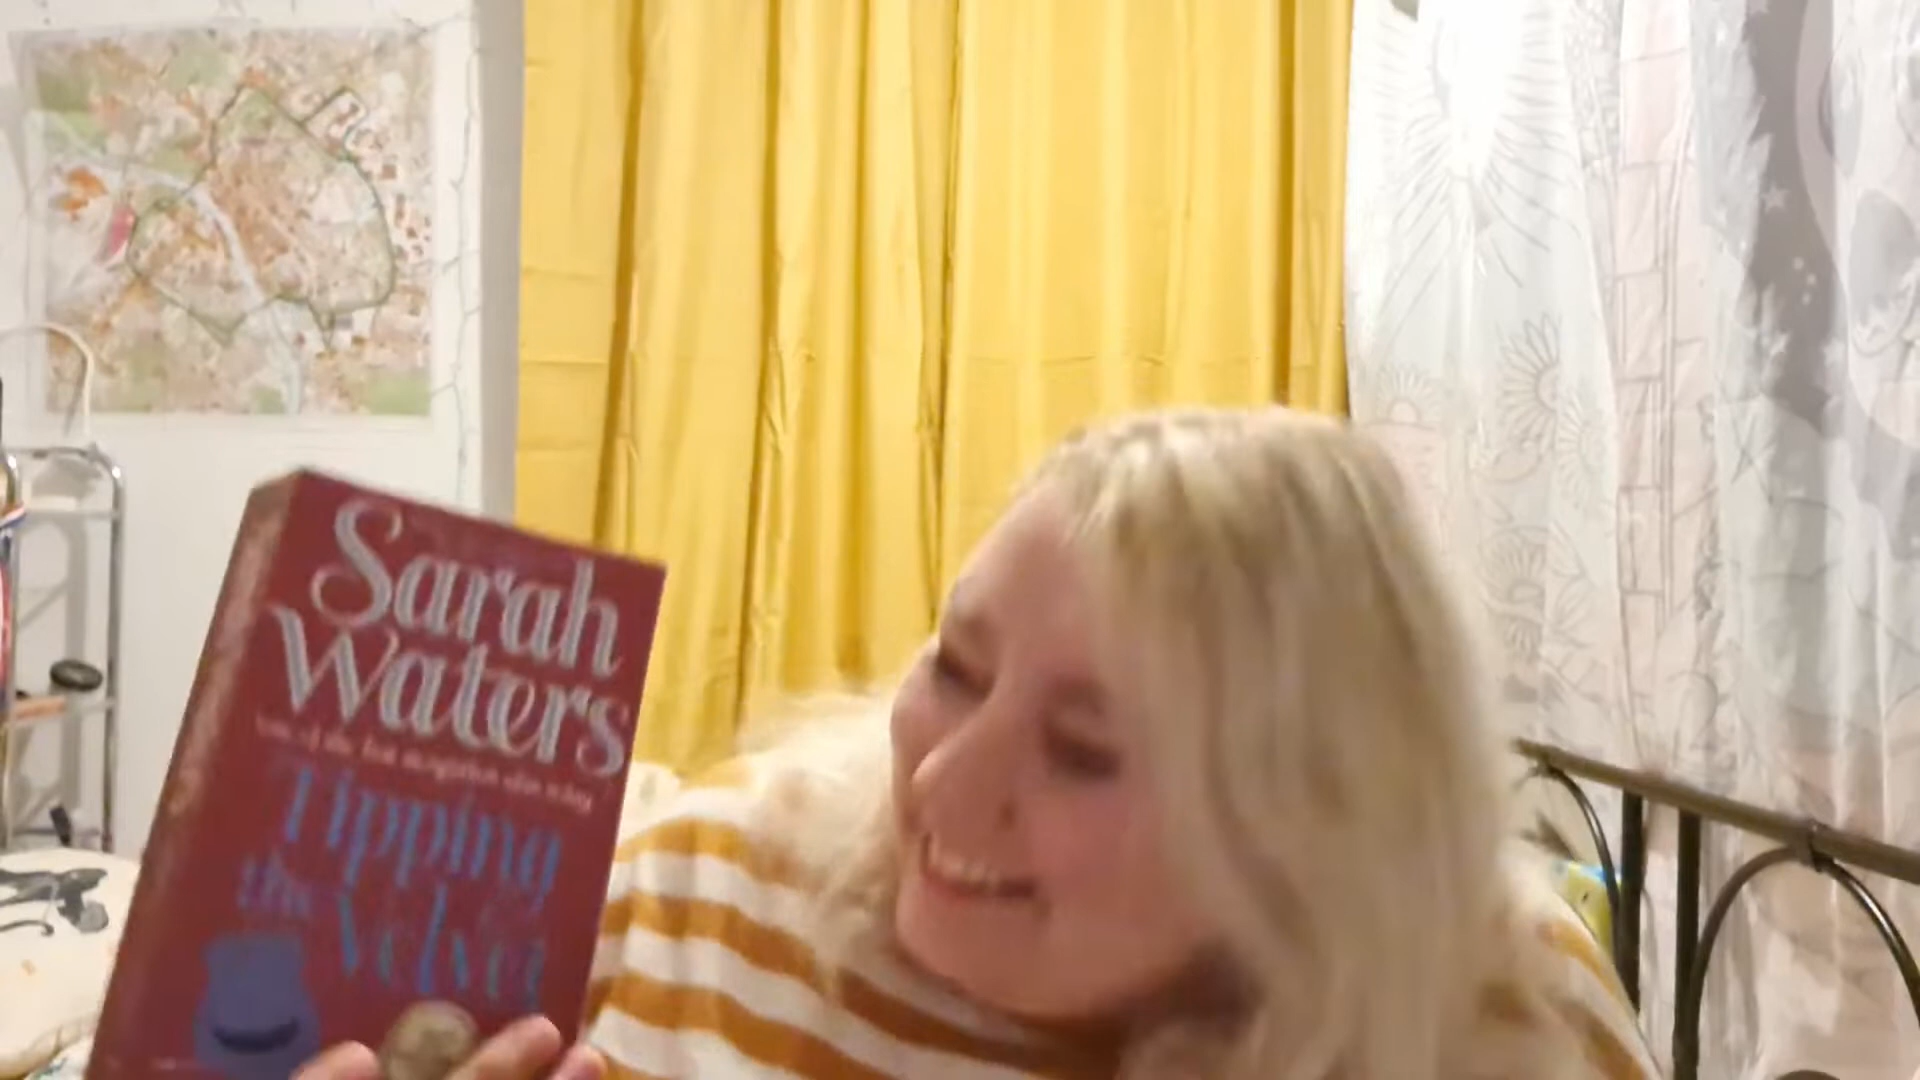 Sarah
Waters
Tipping
the Velvet